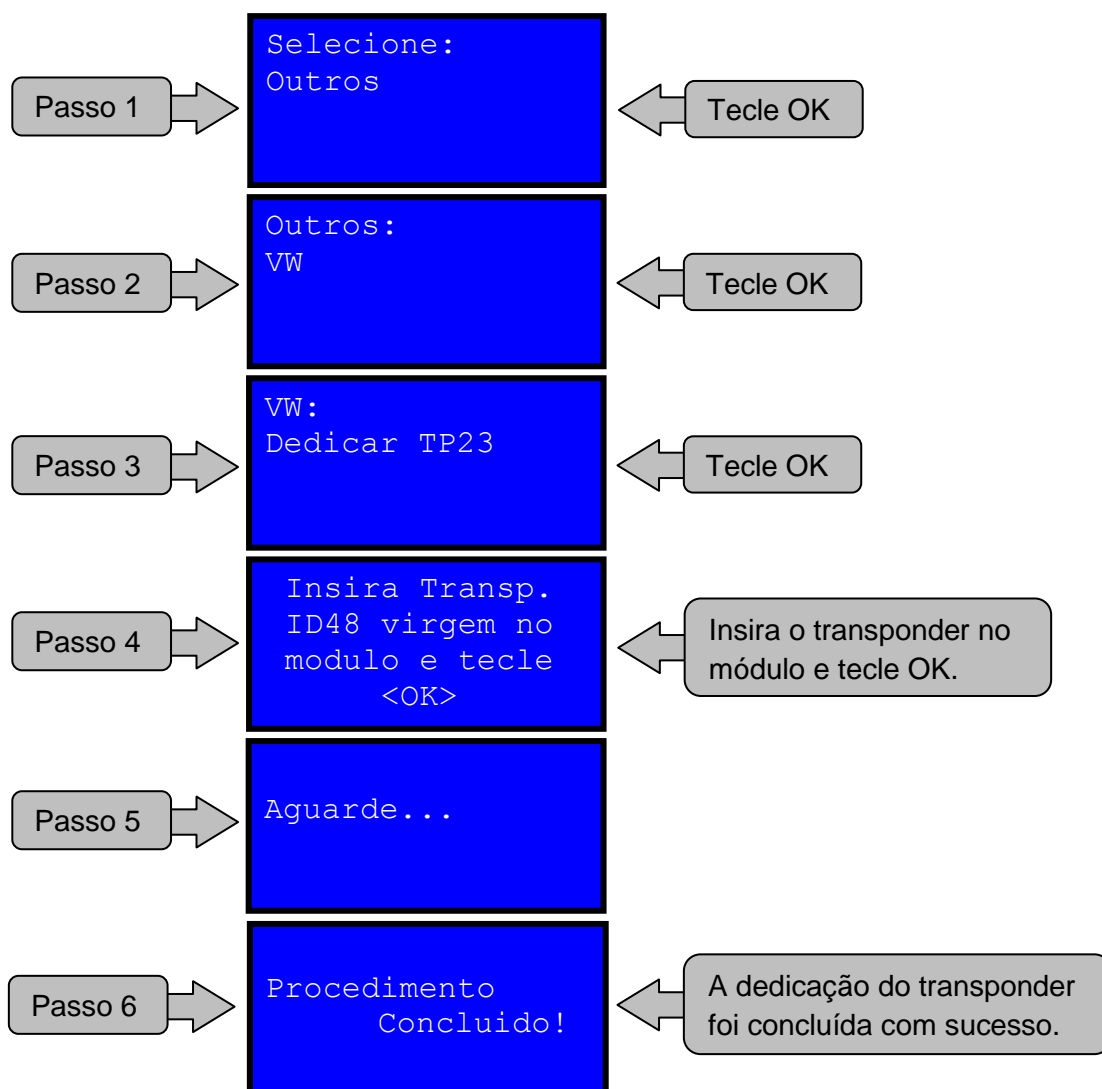 Passo 1
Selecione:
Outros
Tecle OK
Passo 2
Outros:
VW
Tecle OK
Passo 3
VW:
Dedicar TP23
Tecle OK
Passo 4
Insira Transp.
ID48 virgem no
modulo e tecle
<OK>
Insira o transponder no
módulo e tecle OK.
Passo 5
Aguarde...
Passo 6
Procedimento
Concluido!
A dedicação do transponder
foi concluída com sucesso.